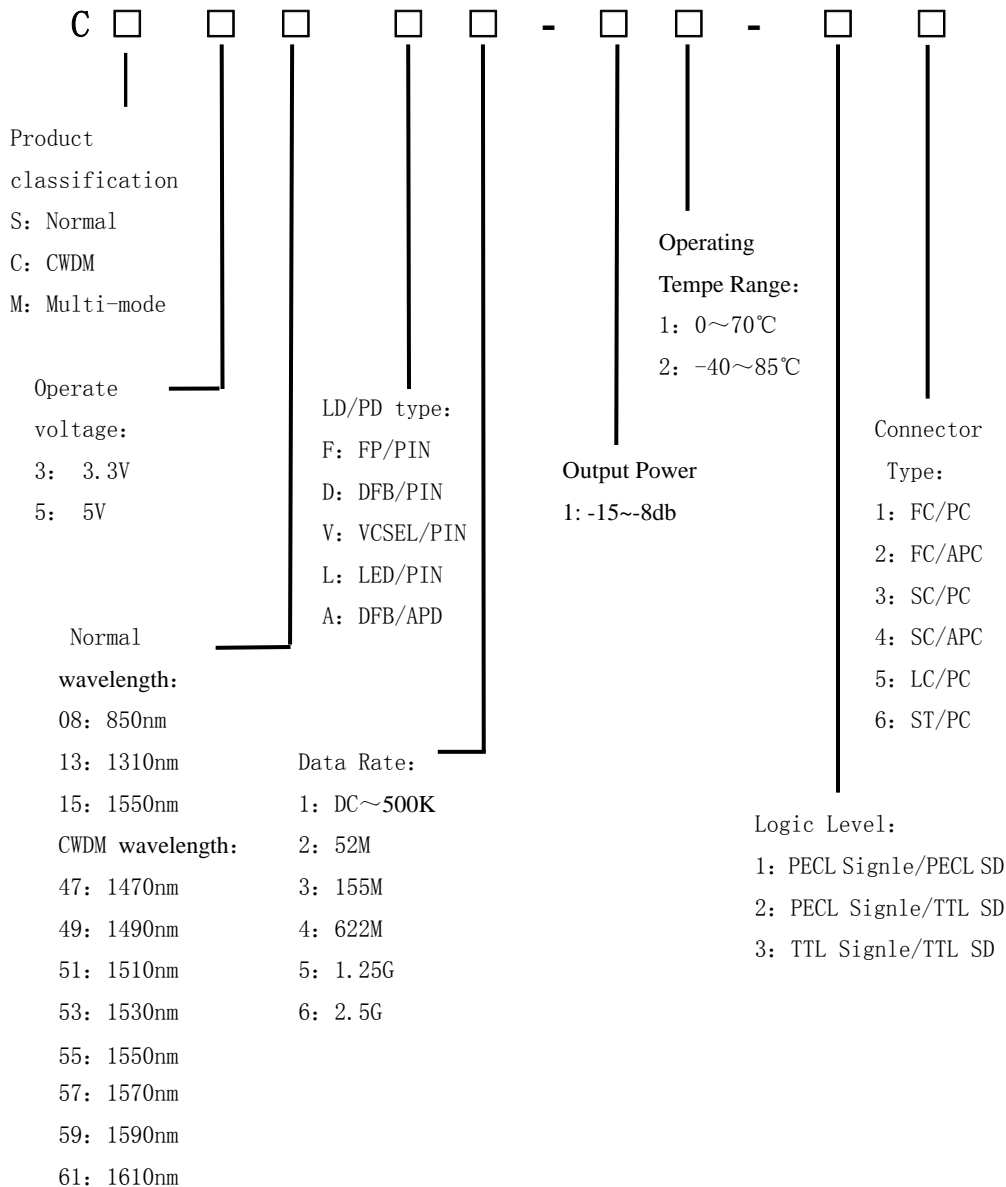 C □ □ □ □ □ - □ □ - □ □
Product
classification
S: Normal
C: CWDM
M: Multi-mode
Operate
voltage:
3: 3.3V
5: 5V
Normal
wavelength:
08: 850nm
13: 1310nm
15: 1550nm
CWDM wavelength:
47: 1470nm
49: 1490nm
51: 1510nm
53: 1530nm
55: 1550nm
57: 1570nm
59: 1590nm
61: 1610nm
LD/PD type:
F: FP/PIN
D: DFB/PIN
V: VCSEL/PIN
L: LED/PIN
A: DFB/APD
Data Rate:
1: DC～500K
2: 52M
3: 155M
4: 622M
5: 1.25G
6: 2.5G
Output Power
1: -15~-8db
Operating
Tempe Range:
1: 0～70℃
2: -40～85℃
Logic Level:
1: PECL Signle/PECL SD
2: PECL Signle/TTL SD
3: TTL Signle/TTL SD
Connector
Type:
1: FC/PC
2: FC/APC
3: SC/PC
4: SC/APC
5: LC/PC
6: ST/PC